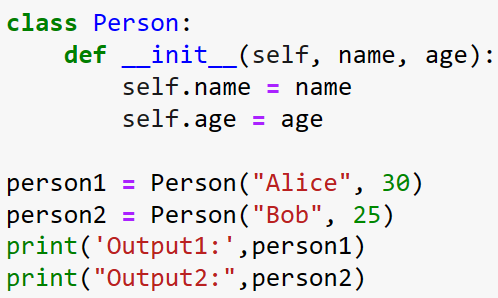 class Person:
    def __init__(self, name, age):
        self.name = name
        self.age = age

person1 = Person("Alice", 30)
person2 = Person("Bob", 25)
print('Output1:',person1)
print("Output2:",person2)